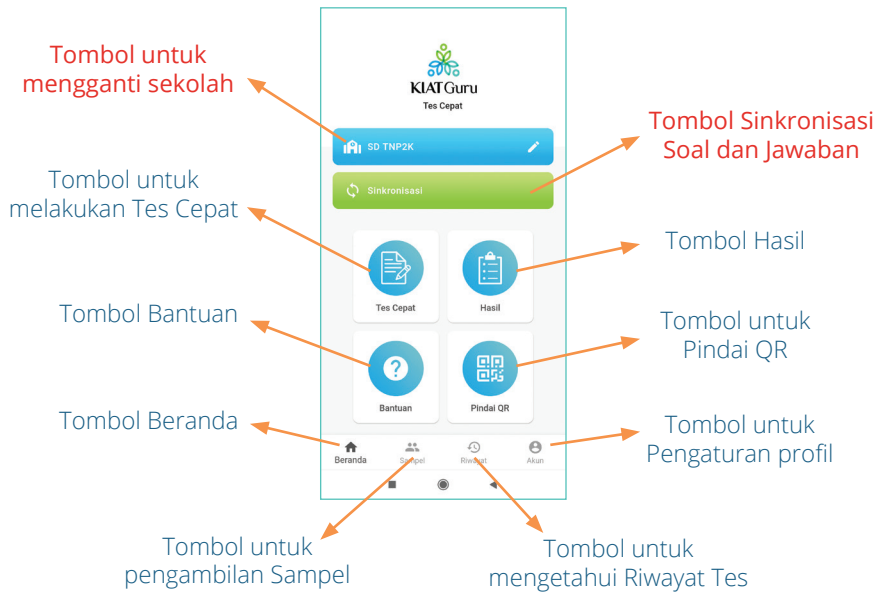 Tombol untuk
mengganti sekolah
KIATGuru
Tes Cepat
SD TNP2K
Sinkronisasi
Tombol Sinkronisasi
Soal dan Jawaban
Tombol untuk
melakukan Tes Cepat
Tes Cepat
Hasil
Tombol Hasil
Tombol Bantuan
Bantuan
Pindai QR
Tombol untuk
Pindai QR
Tombol Beranda
Beranda
Sampel
Riwayat
Akun
Tombol untuk
Pengaturan profil
Tombol untuk
pengambilan Sampel
Tombol untuk
mengetahui Riwayat Tes